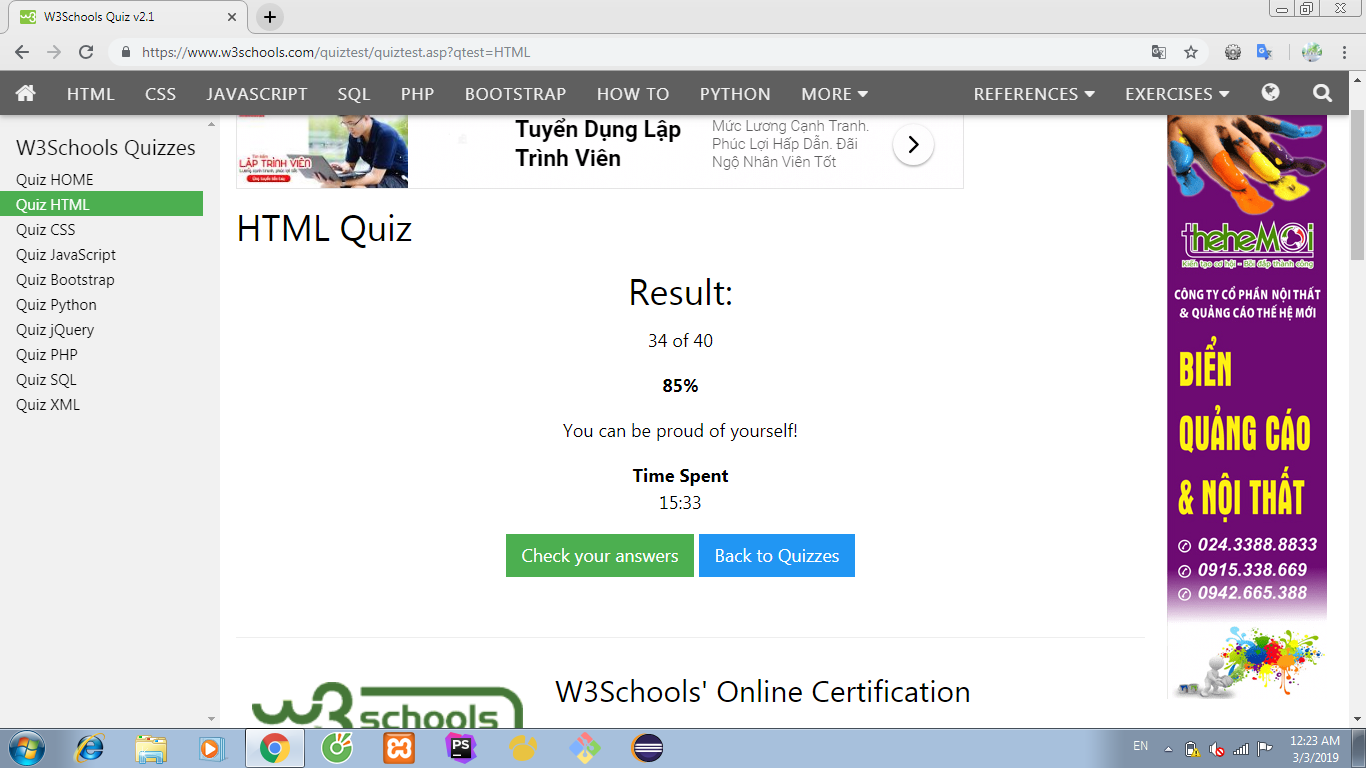 W3Schools Quiz v2.1
https://www.w3schools.com/quiztest/quiztest.asp?qtest=HTML
HTML CSS JAVASCRIPT SQL PHP BOOTSTRAP HOW TO PYTHON MORE REFERENCES EXERCISES
W3Schools Quizzes
Quiz HOME
Quiz HTML
Quiz CSS
Quiz JavaScript
Quiz Bootstrap
Quiz Python
Quiz jQuery
Quiz PHP
Quiz SQL
Quiz XML
LẬP TRÌNH VIÊN
Tuyển Dụng Lập
Trình Viên
Mức Lương Cạnh Tranh.
Phúc Lợi Hấp Dẫn. Đãi
Ngộ Nhân Viên Tốt
HTML Quiz
Result:
34 of 40
85%
You can be proud of yourself!
Time Spent
15:33
Check your answers Back to Quizzes
w3schools
W3Schools' Online Certification
theheMOi
Kiến tạo cơ hội - Bồi đắp thành công
CÔNG TY CỔ PHẦN NỘI THẤT
& QUẢNG CÁO THẾ HỆ MỚI
BIỂN
QUẢNG CÁO
& NỘI THẤT
024.3388.8833
0915.338.669
0942.665.388
PS
EN
12:23 AM
3/3/2019